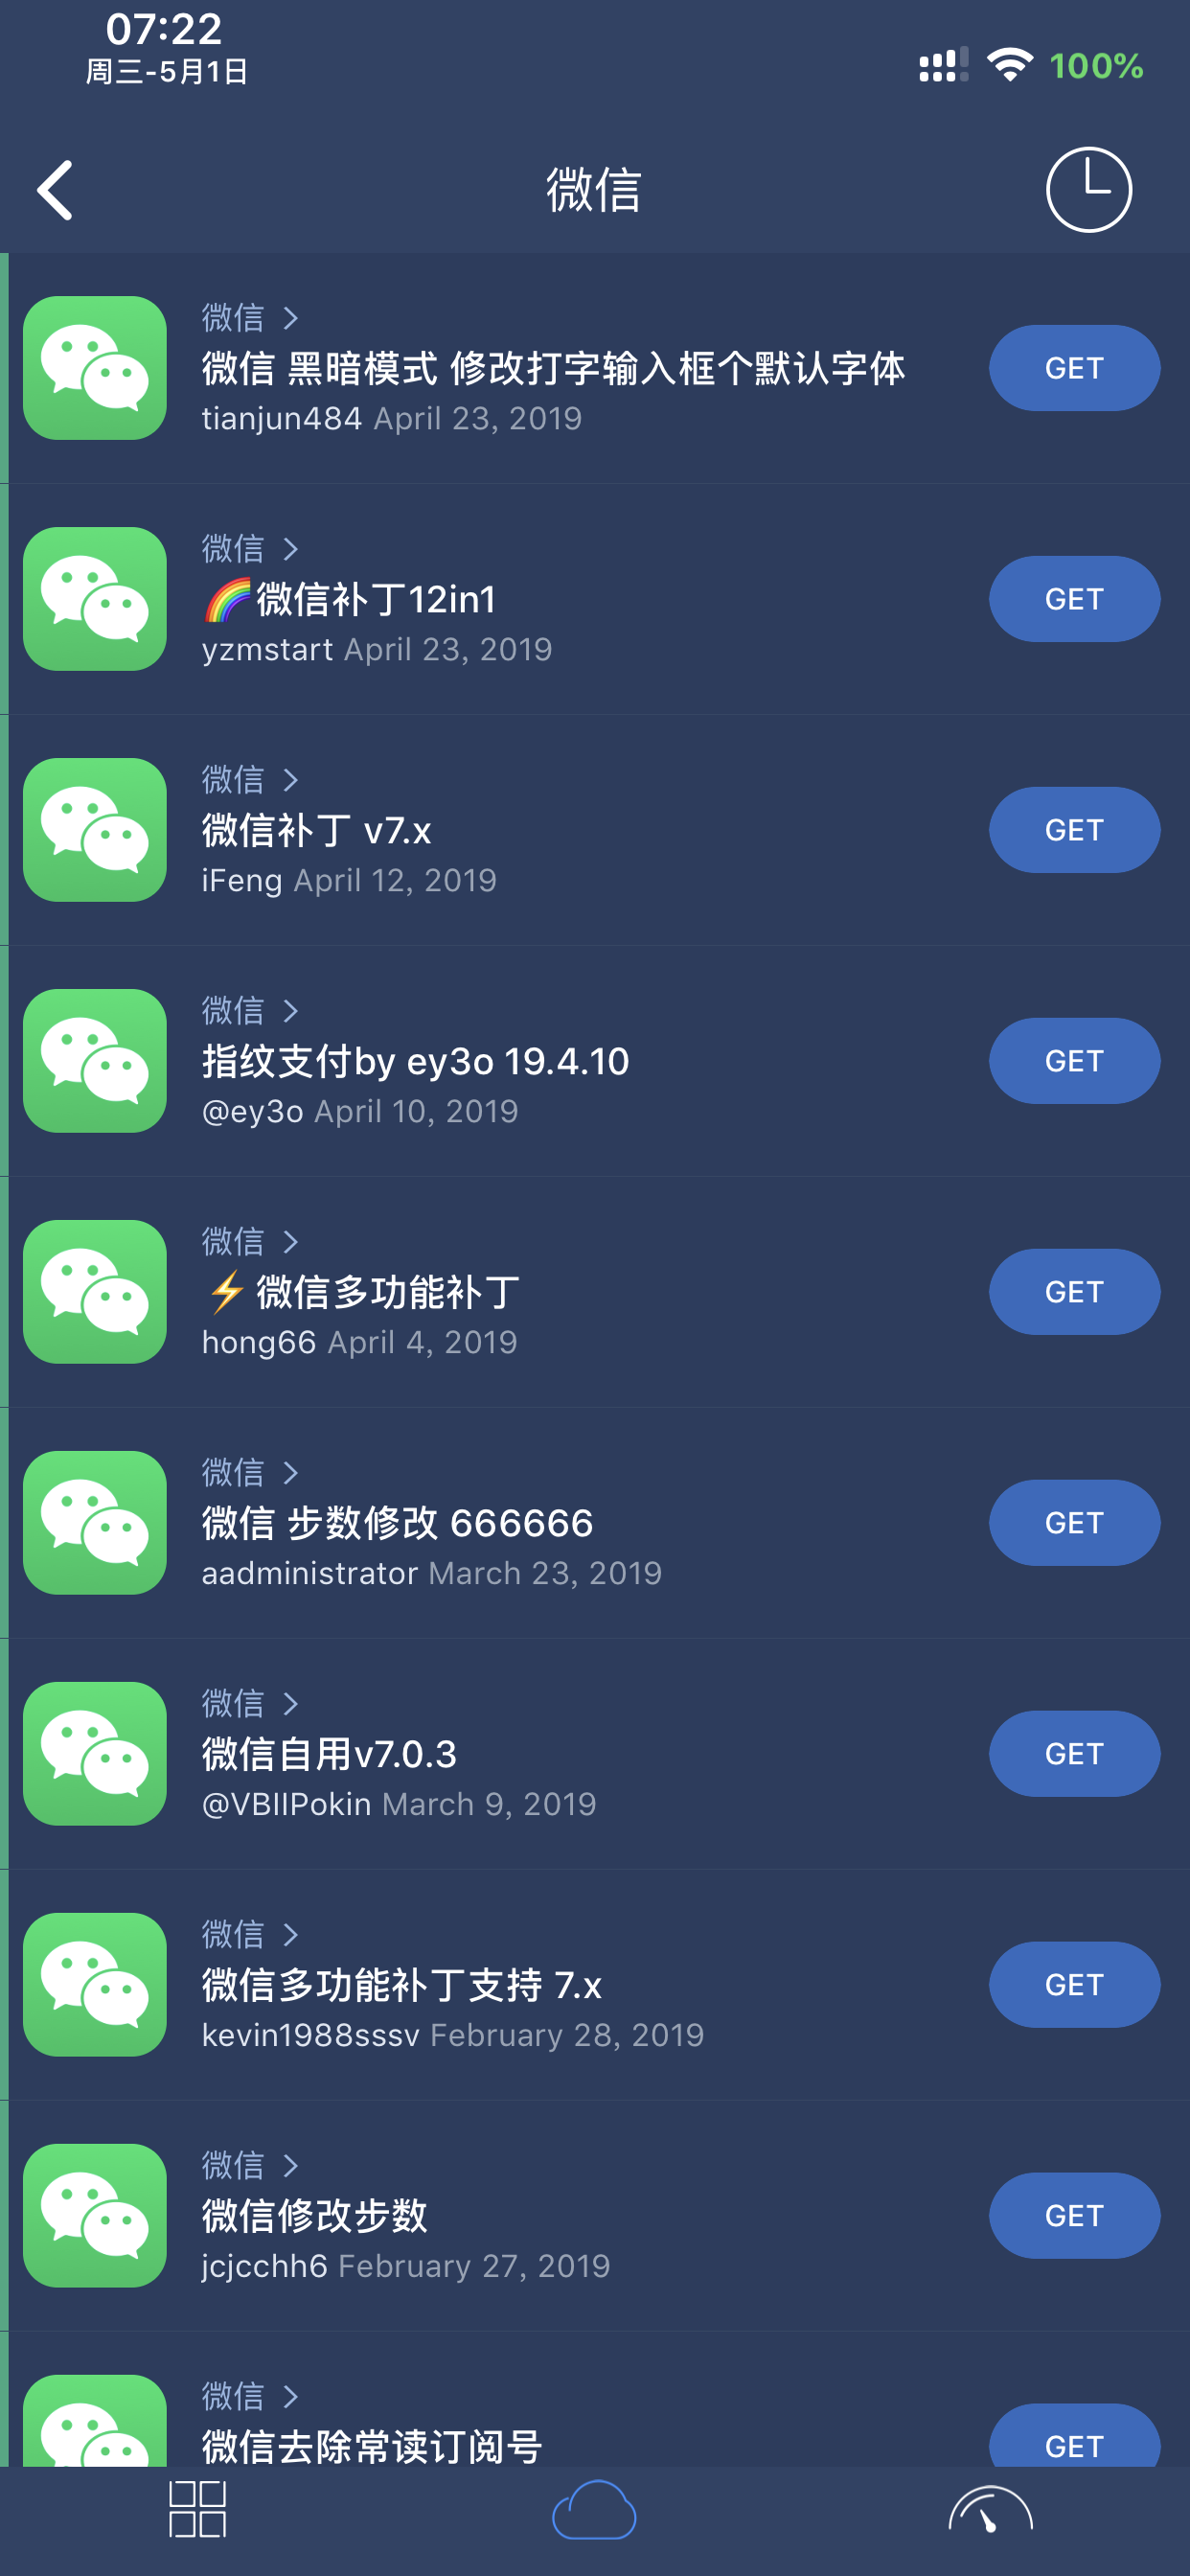 07:22
周三-5月1日
100%
微信
微信
微信 黑暗模式 修改打字输入框个默认字体
tianjun484 April 23, 2019
GET
微信
🌈微信补丁12in1
yzmstart April 23, 2019
GET
微信
微信补丁 v7.x
iFeng April 12, 2019
GET
微信
指纹支付by ey3o 19.4.10
@ey3o April 10, 2019
GET
微信
⚡️微信多功能补丁
hong66 April 4, 2019
GET
微信
微信 步数修改 666666
aadministrator March 23, 2019
GET
微信
微信自用v7.0.3
@VBIIPokin March 9, 2019
GET
微信
微信多功能补丁支持 7.x
kevin1988sssv February 28, 2019
GET
微信
微信修改步数
jcjcchh6 February 27, 2019
GET
微信
微信去除常读订阅号
GET